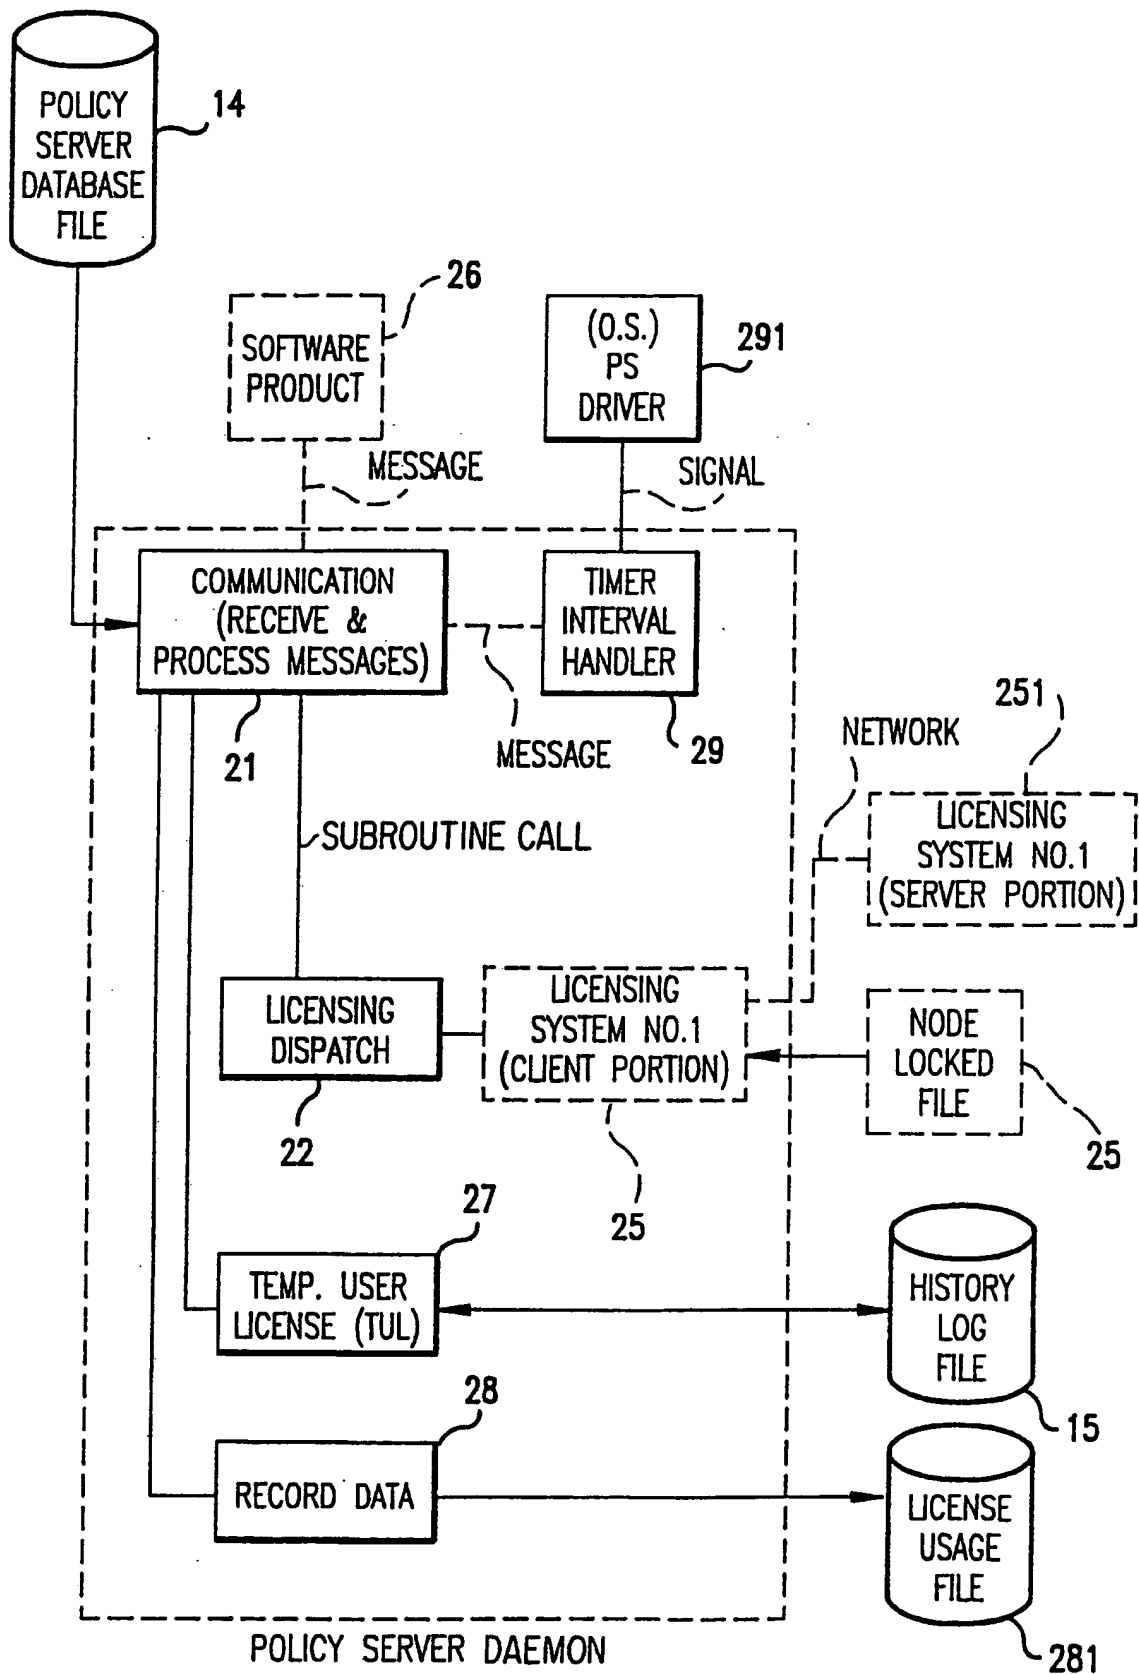 POLICY
SERVER
DATABASE
FILE
14
SOFTWARE
PRODUCT
26
(O.S.)
PS
DRIVER
291
MESSAGE
SIGNAL
COMMUNICATION
(RECEIVE &
PROCESS MESSAGES)
21
TIMER
INTERVAL
HANDLER
29
MESSAGE
NETWORK
251
LICENSING
SYSTEM NO.1
(SERVER PORTION)
SUBROUTINE CALL
LICENSING
DISPATCH
22
LICENSING
SYSTEM NO.1
(CLIENT PORTION)
25
NODE
LOCKED
FILE
25
27
TEMP. USER
LICENSE (TUL)
HISTORY
LOG
FILE
15
28
RECORD DATA
LICENSE
USAGE
FILE
281
POLICY SERVER DAEMON